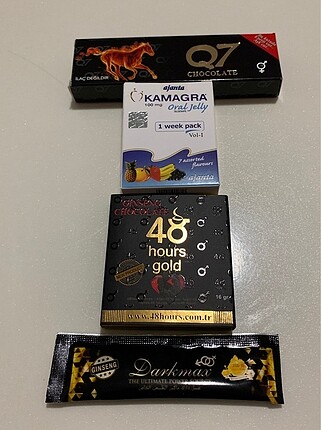 Q7
CHOCOLATE
İLAÇ DEĞİLDİR
ajanta
KAMAGRA
100 mg
Oral Jelly
1 week pack
Vol-1
7 Assorted
flavours
ajanta
GINSENG
CHOCOLATE
48
hours
gold
16 gr
www.48hours.com.tr
GINSENG
Darkmax
THE ULTIMATE POWER